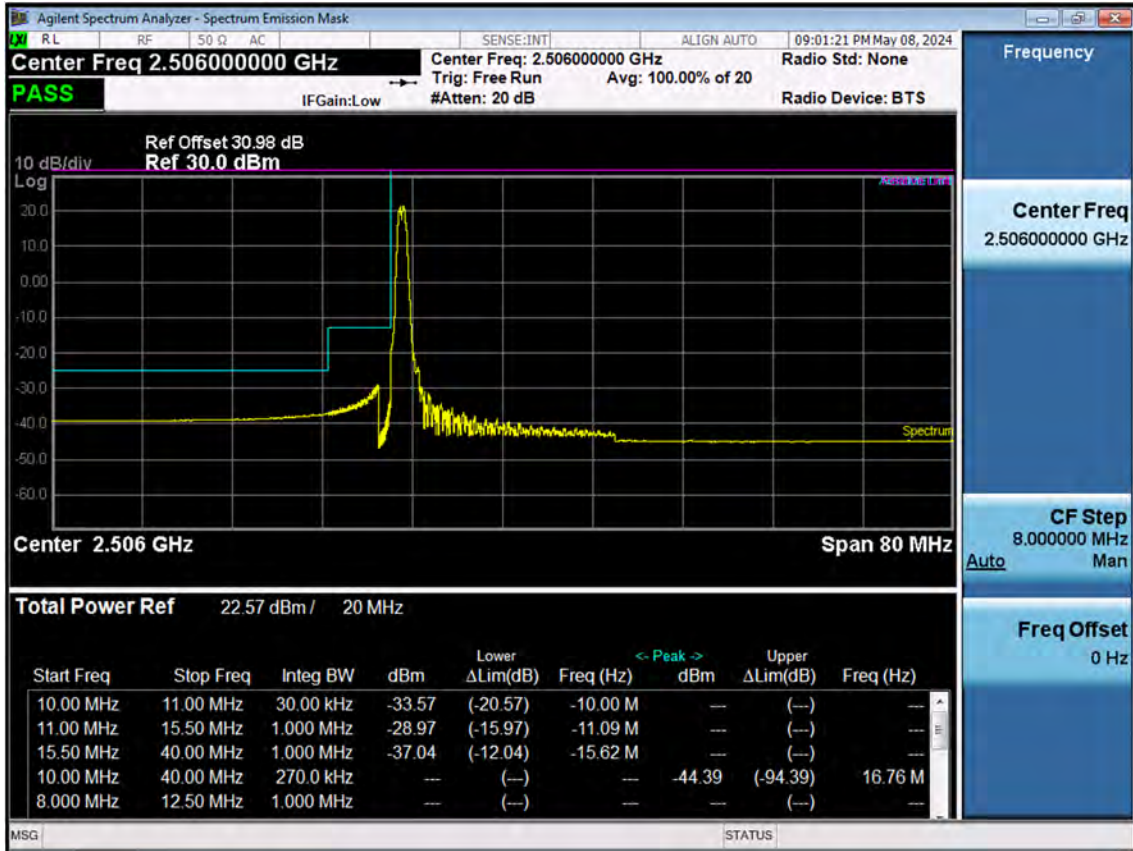 Agilent Spectrum Analyzer - Spectrum Emission Mask
LXI RL RF 50 Ω AC SENSE:INT ALIGN AUTO 09:01:21 PM May 08, 2024
Center Freq 2.506000000 GHz
Center Freq: 2.506000000 GHz
Radio Std: None
Trig: Free Run
Avg: 100.00% of 20
PASS
IFGain:Low
#Atten: 20 dB
Radio Device: BTS
Ref Offset 30.98 dB
10 dB/div
Ref 30.0 dBm
Log
Absolute Limit
20.0
10.0
0.00
-10.0
-20.0
-30.0
-40.0
Spectrum
-50.0
-60.0
Center 2.506 GHz
Span 80 MHz
Total Power Ref 22.57 dBm / 20 MHz
Lower <- Peak -> Upper
Start Freq Stop Freq Integ BW dBm ΔLim(dB) Freq (Hz) dBm ΔLim(dB) Freq (Hz)
10.00 MHz 11.00 MHz 30.00 kHz -33.57 (-20.57) -10.00 M --- (---) ---
11.00 MHz 15.50 MHz 1.000 MHz -28.97 (-15.97) -11.09 M --- (---) ---
15.50 MHz 40.00 MHz 1.000 MHz -37.04 (-12.04) -15.62 M --- (---) ---
10.00 MHz 40.00 MHz 270.0 kHz --- (---) --- -44.39 (-94.39) 16.76 M
8.000 MHz 12.50 MHz 1.000 MHz --- (---) --- --- (---) ---
MSG
STATUS
Frequency
Center Freq
2.506000000 GHz
CF Step
8.000000 MHz
Auto Man
Freq Offset
0 Hz